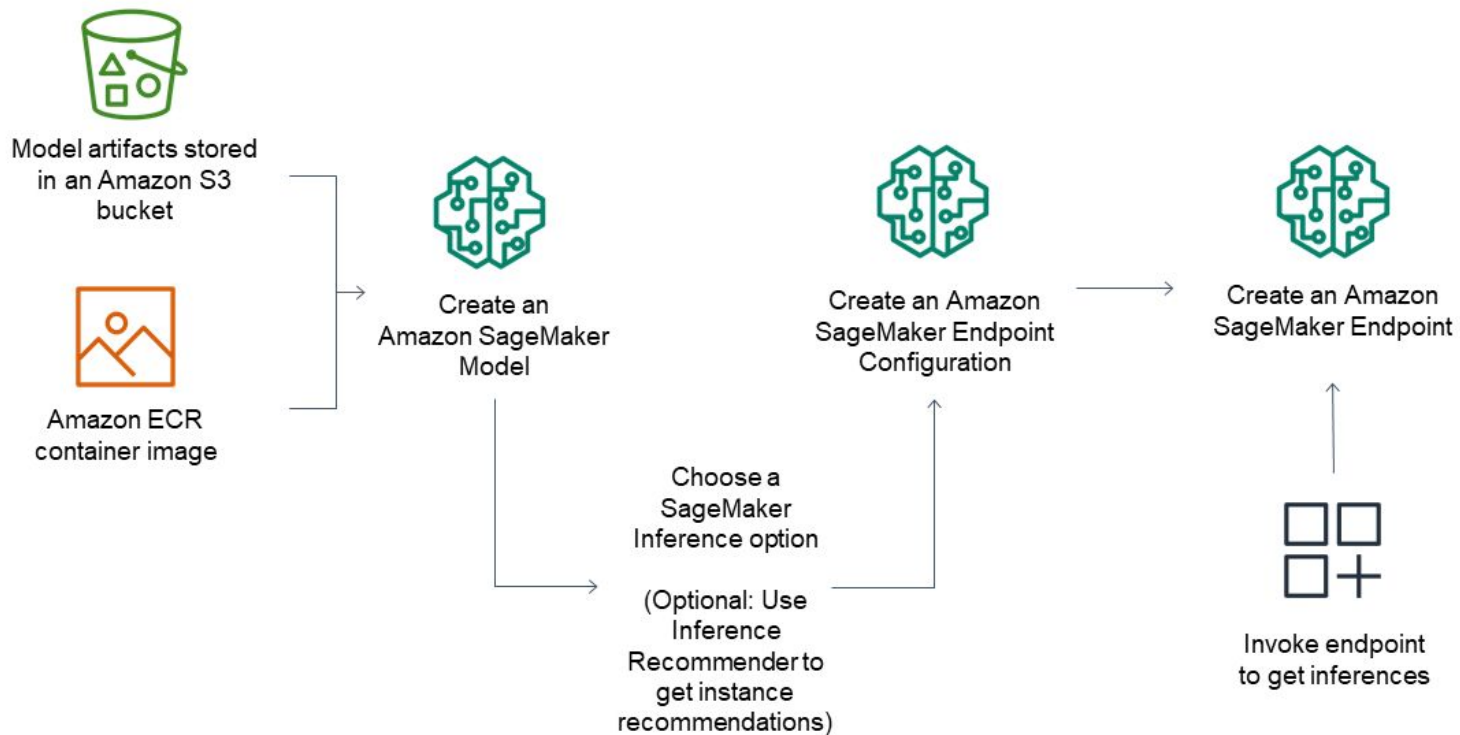 Model artifacts stored
in an Amazon S3
bucket
Amazon ECR
container image
Create an
Amazon SageMaker
Model
Choose a
SageMaker
Inference option
(Optional: Use
Inference
Recommender to
get instance
recommendations)
Create an Amazon
SageMaker Endpoint
Configuration
Create an Amazon
SageMaker Endpoint
Invoke endpoint
to get inferences